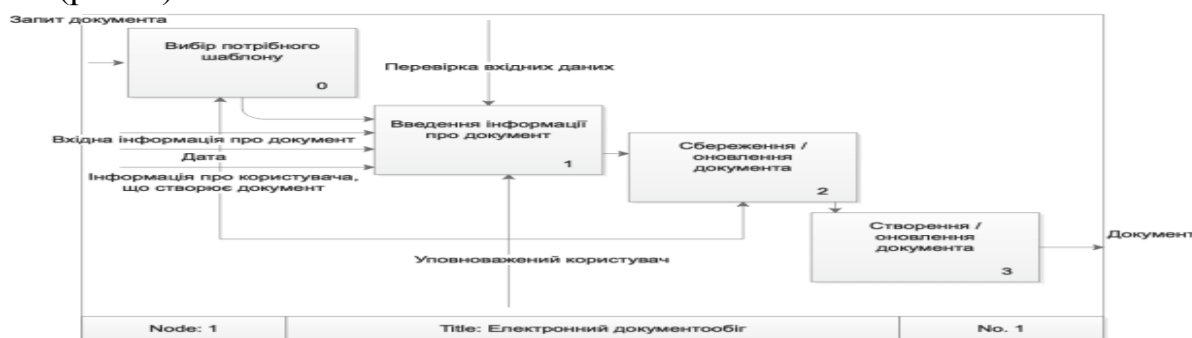 Запит документа
Вибір потрібного
шаблону
0
Перевірка вхідних даних
Введення інформації
про документ
1
Вхідна інформація про документ
Дата
Інформація про користувача,
що створює документ
Сбереження /
оновлення
документа
2
Створення /
оновлення
документа
3
Документ
Уповноважений користувач
Node: 1
Title: Електронний документообіг
No. 1